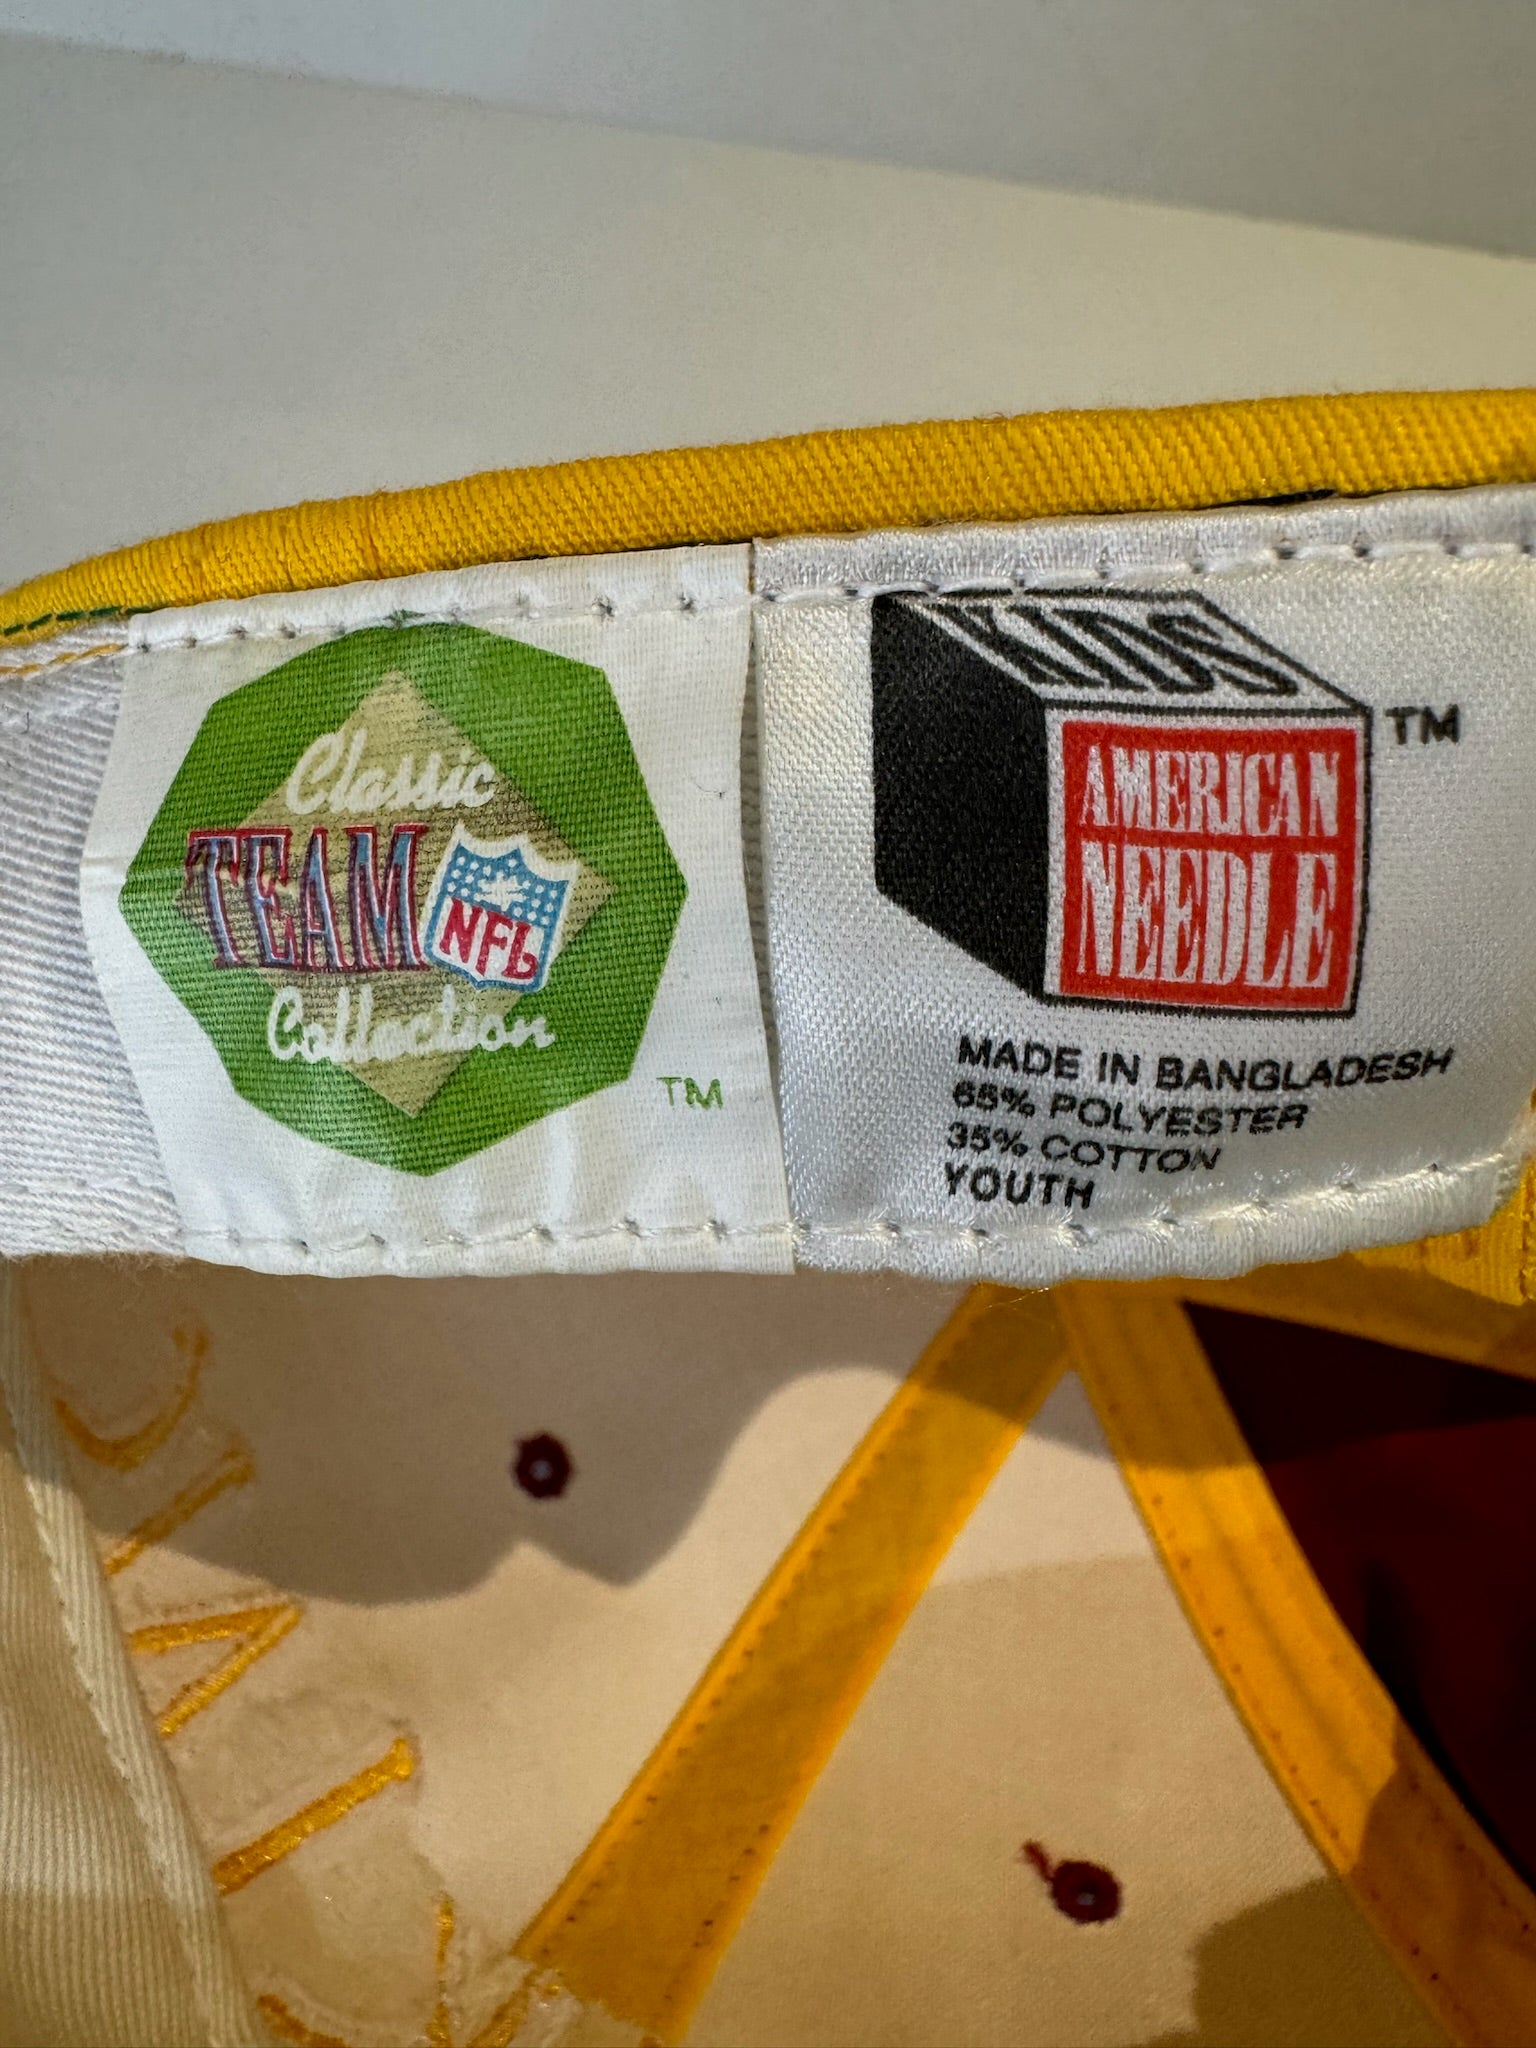 Classic
TEAM NFL
Collection
TM
KIDS
TM
AMERICAN
NEEDLE
MADE IN BANGLADESH
65% POLYESTER
35% COTTON
YOUTH